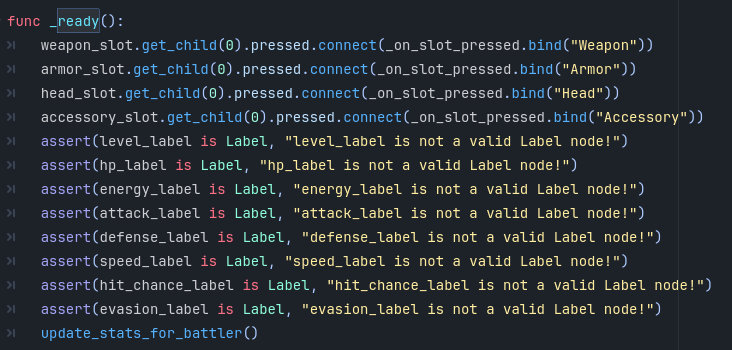 func _ready():
weapon_slot.get_child(0).pressed.connect(_on_slot_pressed.bind("Weapon"))
armor_slot.get_child(0).pressed.connect(_on_slot_pressed.bind("Armor"))
head_slot.get_child(0).pressed.connect(_on_slot_pressed.bind("Head"))
accessory_slot.get_child(0).pressed.connect(_on_slot_pressed.bind("Accessory"))
assert(level_label is Label, "level_label is not a valid Label node!")
assert(hp_label is Label, "hp_label is not a valid Label node!")
assert(energy_label is Label, "energy_label is not a valid Label node!")
assert(attack_label is Label, "attack_label is not a valid Label node!")
assert(defense_label is Label, "defense_label is not a valid Label node!")
assert(speed_label is Label, "speed_label is not a valid Label node!")
assert(hit_chance_label is Label, "hit_chance_label is not a valid Label node!")
assert(evasion_label is Label, "evasion_label is not a valid Label node!")
update_stats_for_battler()